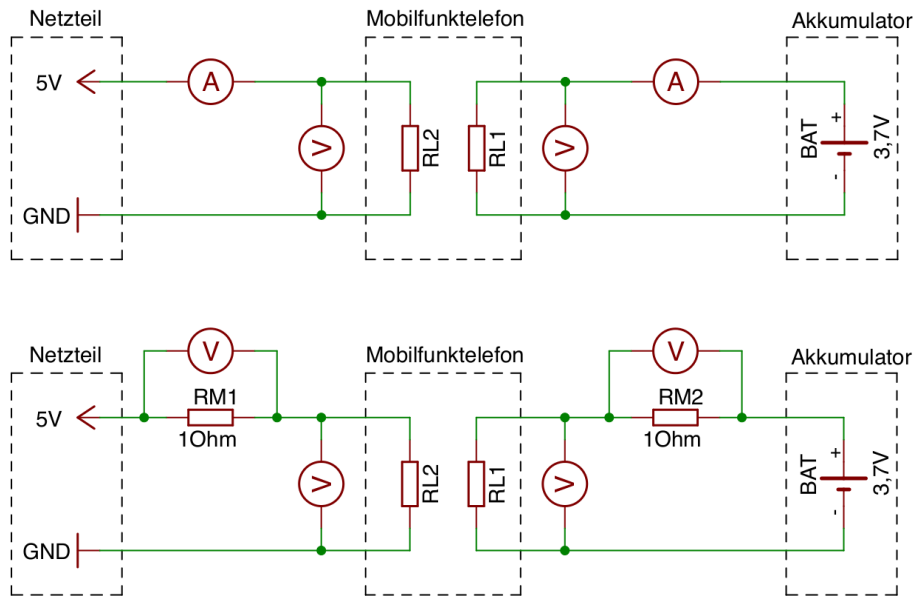 Netzteil
Mobilfunktelefon
Akkumulator
5V
A
A
V
RL2
RL1
V
BAT
+
-
3,7V
GND
Netzteil
V
Mobilfunktelefon
V
Akkumulator
5V
RM1
1Ohm
RM2
1Ohm
V
RL2
RL1
V
BAT
+
-
3,7V
GND